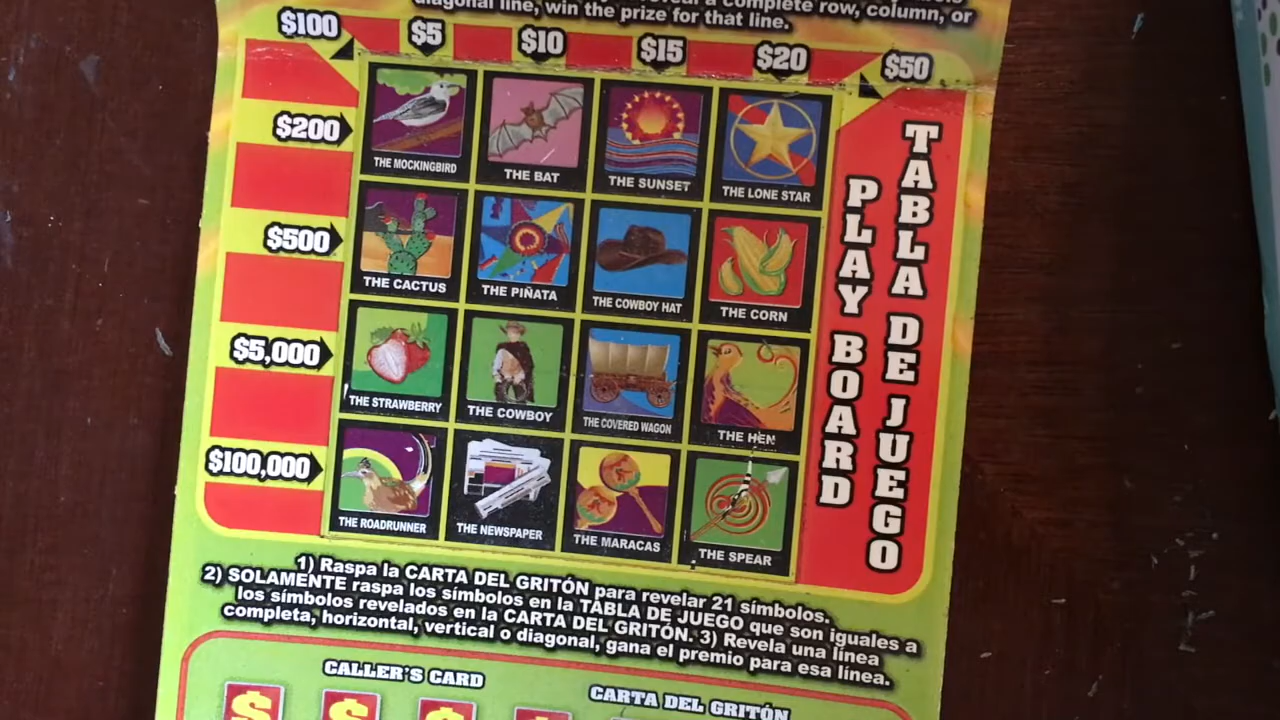 diagonal line, win the prize for that line.
a complete row, column, or
$100 $5 $10 $15 $20 $50
$200
THE MOCKINGBIRD THE BAT THE SUNSET THE LONE STAR
$500
THE CACTUS THE PIÑATA THE COWBOY HAT THE CORN
$5,000
THE STRAWBERRY THE COWBOY THE COVERED WAGON THE HEN
$100,000
THE ROADRUNNER THE NEWSPAPER THE MARACAS THE SPEAR
TABLA DE JUEGO
PLAY BOARD
1) Raspa la CARTA DEL GRITÓN para revelar 21 símbolos.
2) SOLAMENTE raspa los símbolos en la TABLA DE JUEGO que son iguales a
los símbolos revelados en la CARTA DEL GRITÓN. 3) Revela una línea
completa, horizontal, vertical o diagonal, gana el premio para esa línea.
CALLER'S CARD
CARTA DEL GRITÓN